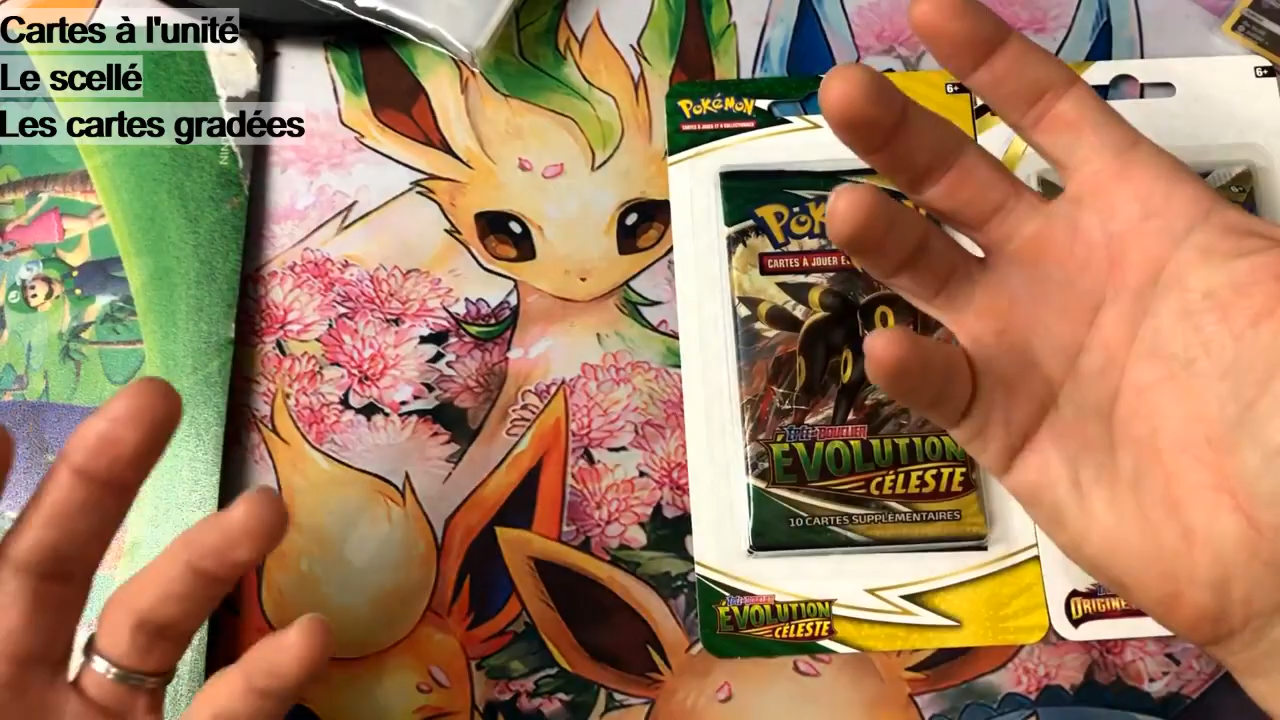 Cartes à l'unité
Le scellé
Les cartes gradées
POKÉMON
CARTES À JOUER ET À COLLECTIONNER
6+
CARTES À JOUER
ÉPÉE ET BOUCLIER
ÉVOLUTION
CÉLESTE
10 CARTES SUPPLÉMENTAIRES
ÉVOLUTION
CÉLESTE
6+
ORIGINE